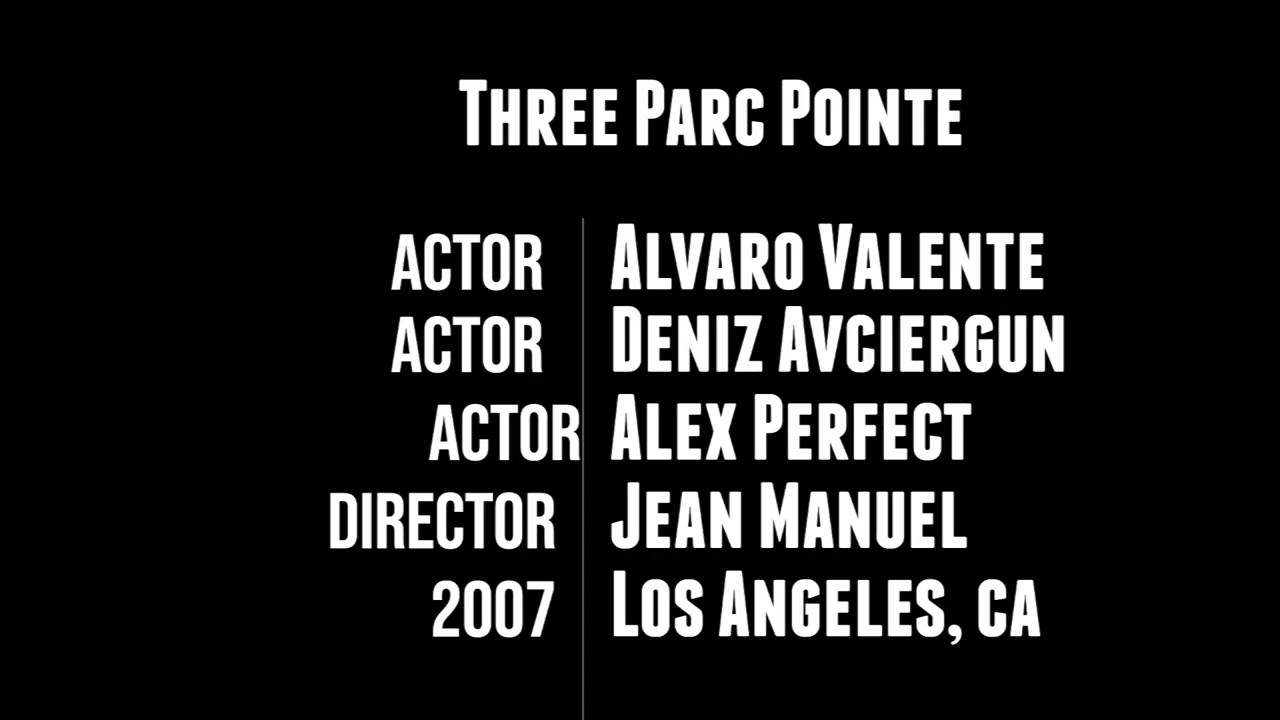 Three Parc Pointe
ACTOR Alvaro Valente
ACTOR Deniz Avciergun
ACTOR Alex Perfect
DIRECTOR Jean Manuel
2007 Los Angeles, CA